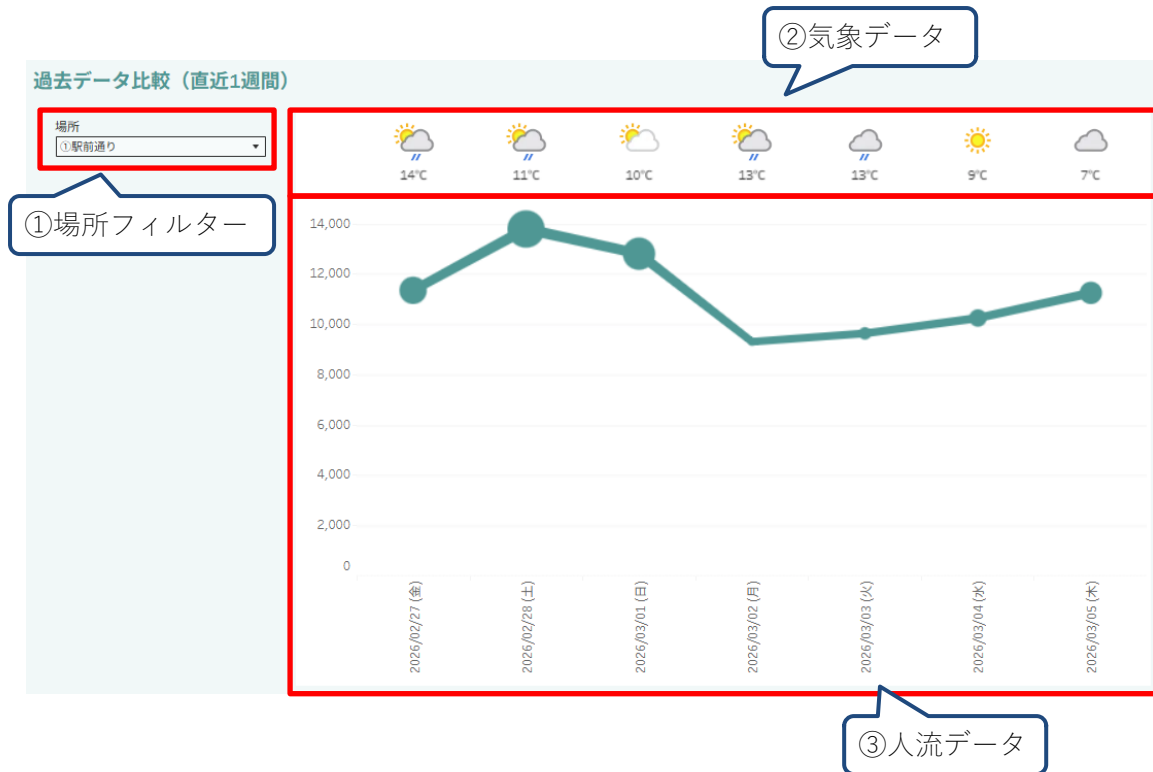 ②気象データ
過去データ比較（直近1週間）
場所
①駅前通り
①場所フィルター
14°C
11°C
10°C
13°C
13°C
9°C
7°C
14,000
12,000
10,000
8,000
6,000
4,000
2,000
0
2026/02/27 (金)
2026/02/28 (土)
2026/03/01 (日)
2026/03/02 (月)
2026/03/03 (火)
2026/03/04 (水)
2026/03/05 (木)
③人流データ